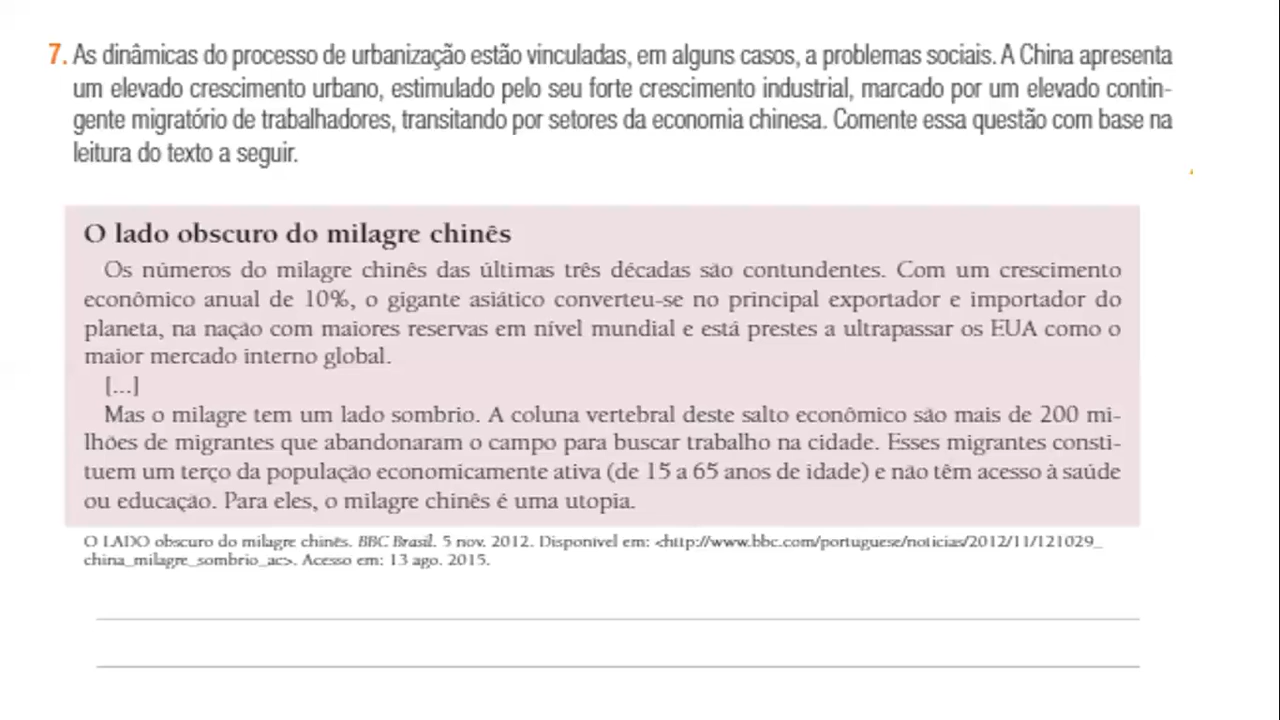 7. As dinâmicas do processo de urbanização estão vinculadas, em alguns casos, a problemas sociais. A China apresenta
um elevado crescimento urbano, estimulado pelo seu forte crescimento industrial, marcado por um elevado contin-
gente migratório de trabalhadores, transitando por setores da economia chinesa. Comente essa questão com base na
leitura do texto a seguir.
O lado obscuro do milagre chinês
Os números do milagre chinês das últimas três décadas são contundentes. Com um crescimento
econômico anual de 10%, o gigante asiático converteu-se no principal exportador e importador do
planeta, na nação com maiores reservas em nível mundial e está prestes a ultrapassar os EUA como o
maior mercado interno global.
[...]
Mas o milagre tem um lado sombrio. A coluna vertebral deste salto econômico são mais de 200 mi-
lhões de migrantes que abandonaram o campo para buscar trabalho na cidade. Esses migrantes consti-
tuem um terço da população economicamente ativa (de 15 a 65 anos de idade) e não têm acesso à saúde
ou educação. Para eles, o milagre chinês é uma utopia.
O LADO obscuro do milagre chinês. BBC Brasil. 5 nov. 2012. Disponível em: <http://www.bbc.com/portuguese/noticias/2012/11/121029_
china_milagre_sombrio_ac>. Acesso em: 13 ago. 2015.